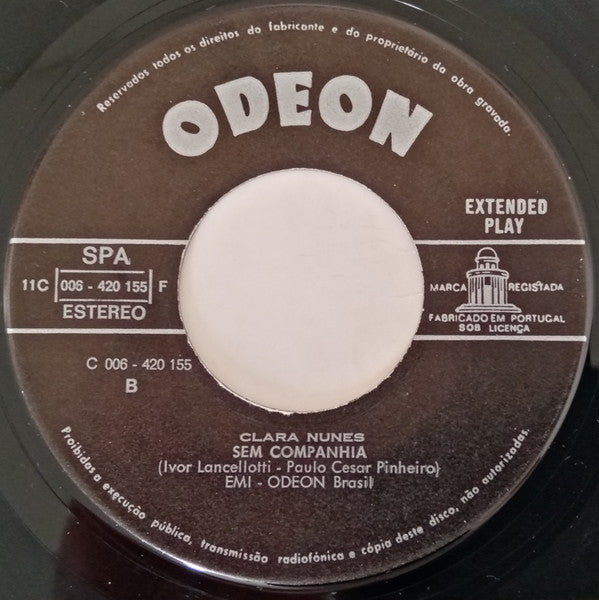 Reservados todos os direitos do fabricante e do proprietário da obra gravada.
ODEON
EXTENDED
PLAY
SPA
11C 006 - 420 155 F
ESTEREO
MARCA REGISTADA
FABRICADO EM PORTUGAL
SOB LICENÇA
C 006 - 420 155
B
CLARA NUNES
SEM COMPANHIA
(Ivor Lancellotti - Paulo Cesar Pinheiro)
EMI - ODEON Brasil
Proibidas a execução pública, transmissão radiofónica e cópia deste disco, não autorizadas.